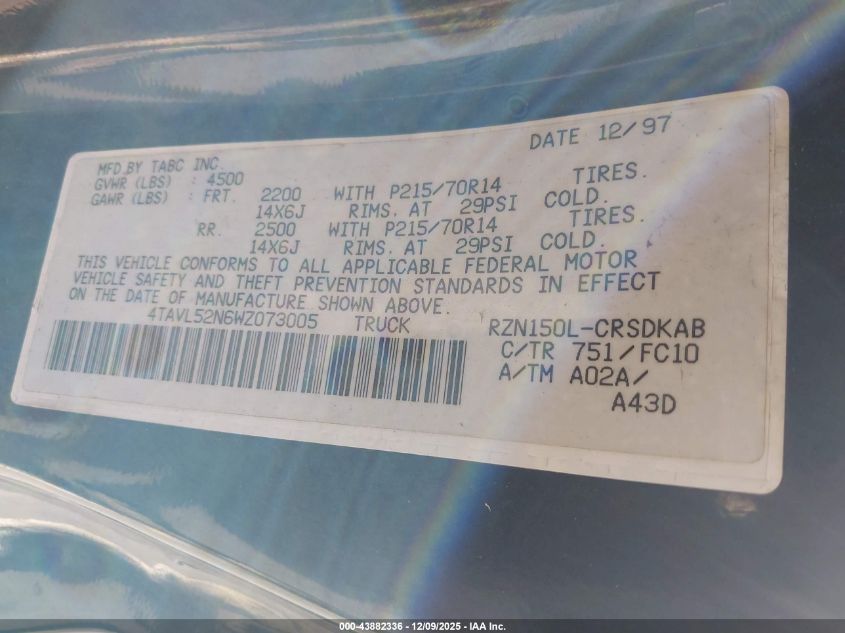 DATE 12/97
MFD.BY TABC INC.
GVWR (LBS) : 4500
GAWR (LBS) : FRT. 2200 WITH P215/70R14 TIRES.
14X6J RIMS. AT 29PSI COLD.
RR. 2500 WITH P215/70R14 TIRES.
14X6J RIMS. AT 29PSI COLD.
THIS VEHICLE CONFORMS TO ALL APPLICABLE FEDERAL MOTOR
VEHICLE SAFETY AND THEFT PREVENTION STANDARDS IN EFFECT
ON THE DATE OF MANUFACTURE SHOWN ABOVE.
4TAVL52N6WZ073005 TRUCK RZN150L-CRSDKAB
C/TR 751/FC10
A/TM A02A/
A43D
000-43882336 - 12/09/2025 - IAA Inc.